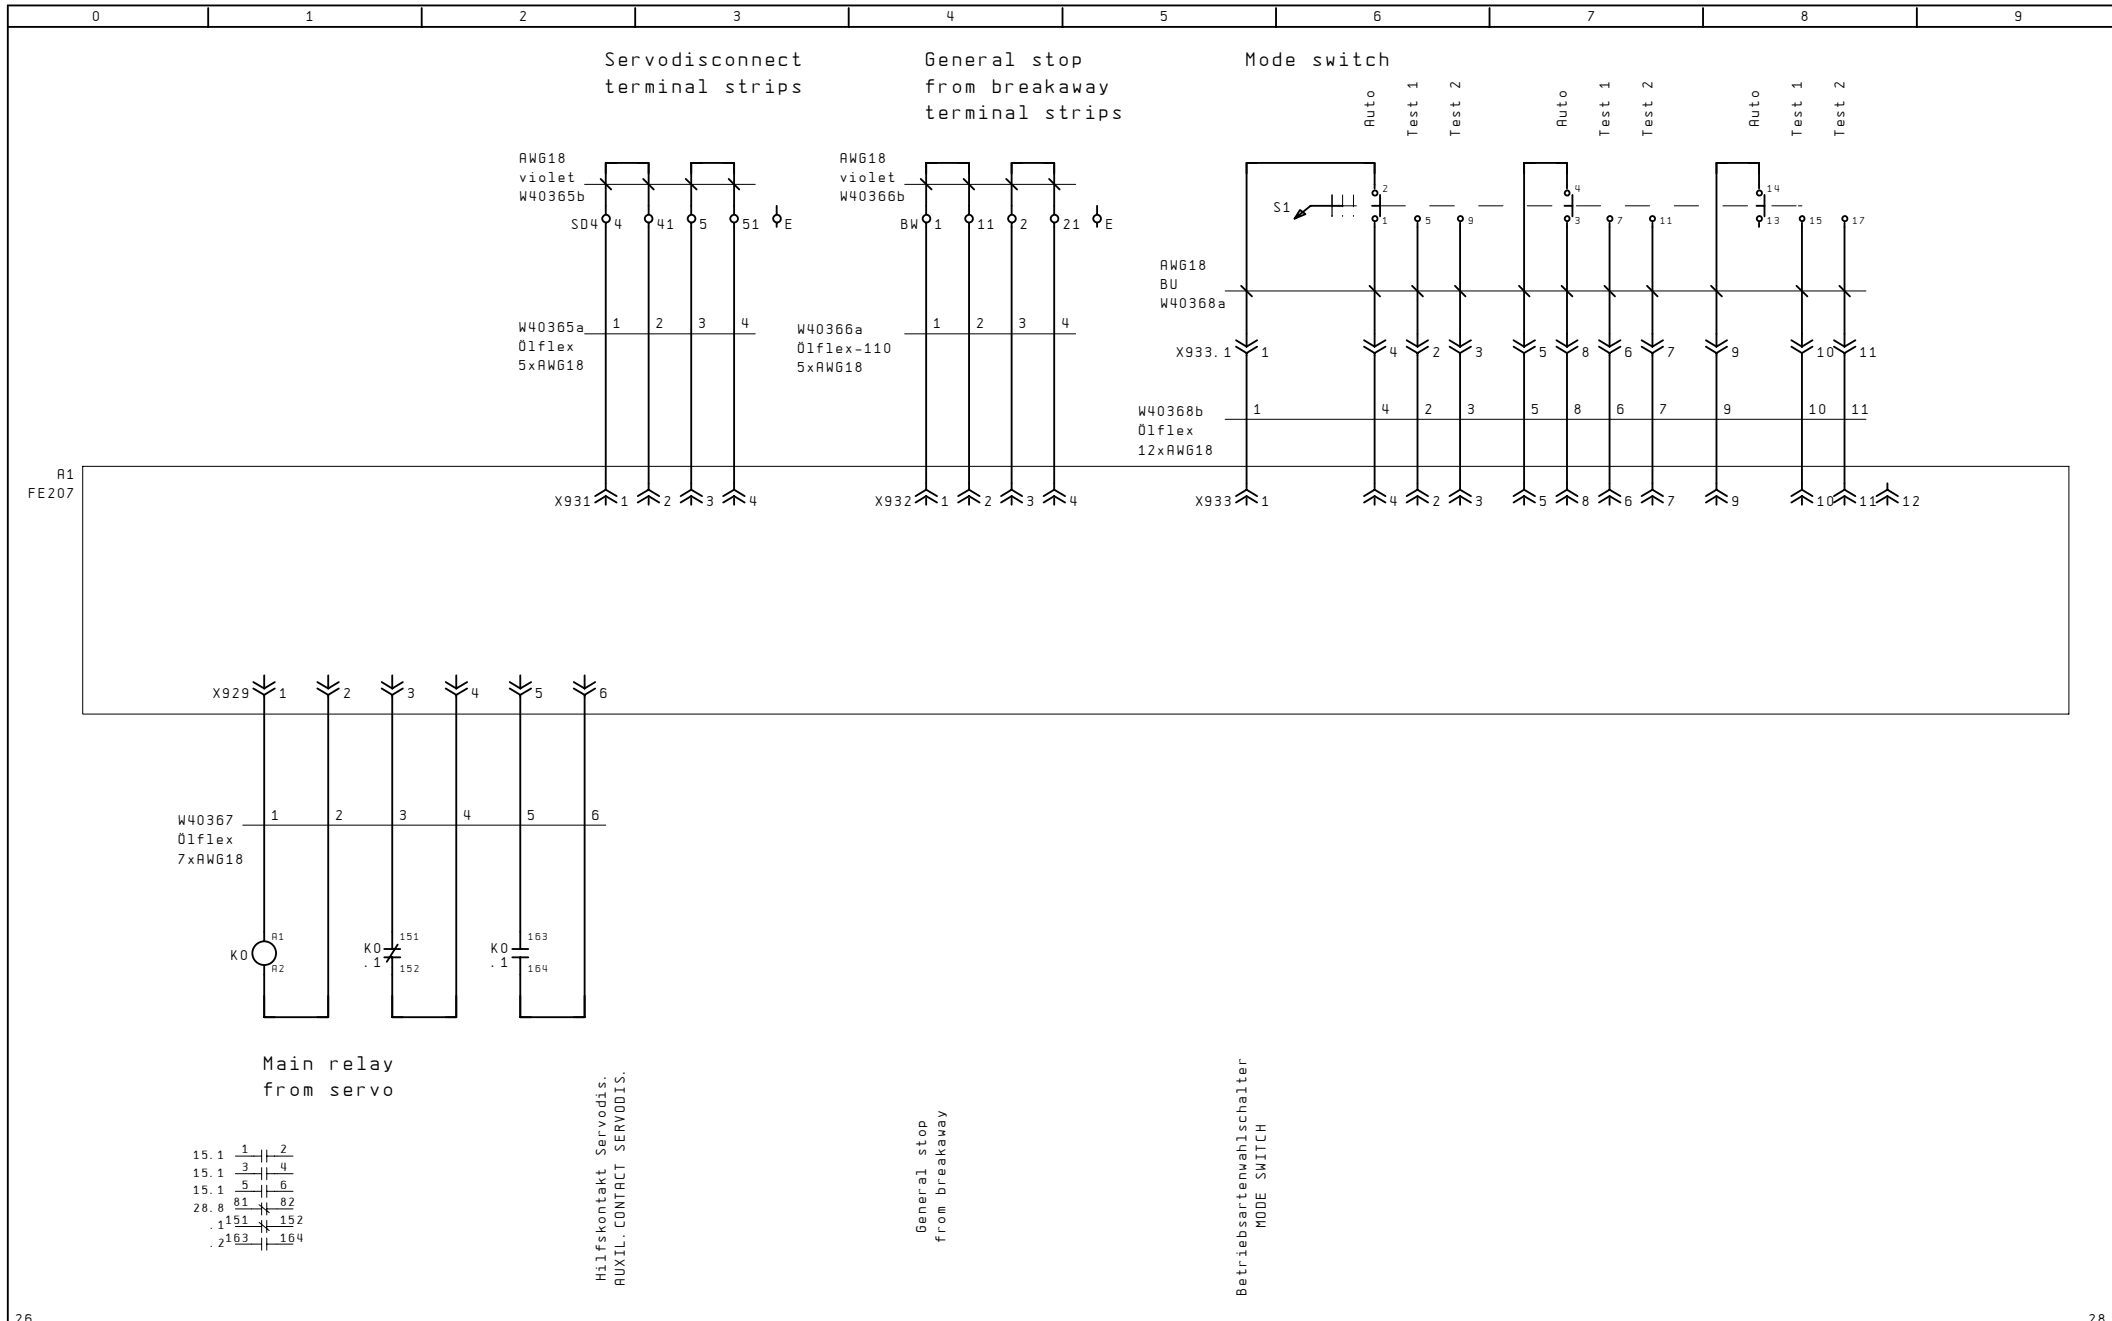 0 1 2 3 4 5 6 7 8 9
Servodisconnect
terminal strips
General stop
from breakaway
terminal strips
Mode switch
Auto
Test 1
Test 2
Auto
Test 1
Test 2
Auto
Test 1
Test 2
AWG18
violet
W40365b
AWG18
violet
W40366b
SD4 4 41 5 51 E
BW 1 11 2 21 E
S1
2 4 14
1 5 9 3 7 11 13 15 17
AWG18
BU
W40368a
W40365a 1 2 3 4
Ölflex
5xAWG18
W40366a 1 2 3 4
Ölflex-110
5xAWG18
X933.1 1 4 2 3 5 8 6 7 9 10 11
W40368b 1 4 2 3 5 8 6 7 9 10 11
Ölflex
12xAWG18
A1
FE207
X931 1 2 3 4
X932 1 2 3 4
X933 1 4 2 3 5 8 6 7 9 10 11 12
X929 1 2 3 4 5 6
W40367 1 2 3 4 5 6
Ölflex
7xAWG18
K0 A1
A2
K0 151
.1 152
K0 163
.1 164
Main relay
from servo
15.1 1 2
15.1 3 4
15.1 5 6
28.8 81 82
.1 151 152
.2 163 164
Hilfskontakt Servodis.
AUXIL. CONTACT SERVODIS.
General stop
from breakaway
Betriebsartenwahlschalter
MODE SWITCH
26
28